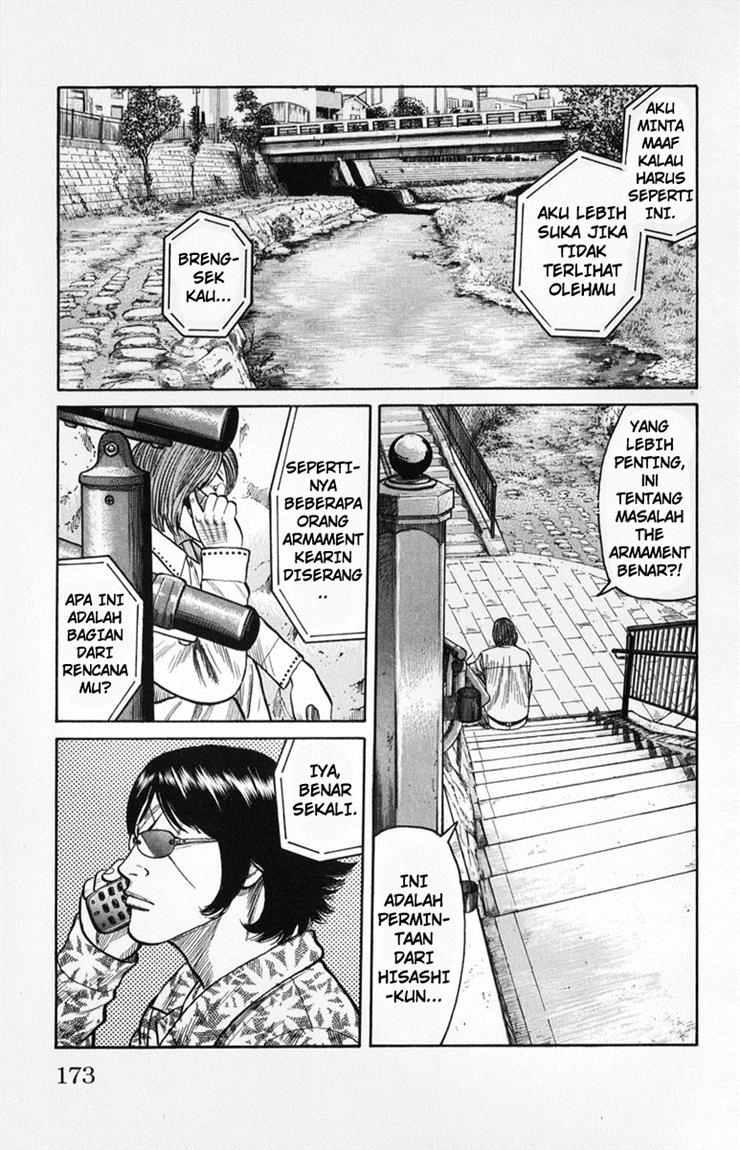 AKU
MINTA
MAAF
KALAU
HARUS
SEPERTI
INI.
AKU LEBIH
SUKA JIKA
TIDAK
TERLIHAT
OLEHMU
BRENG-
SEK
KAU...
YANG
LEBIH
PENTING,
INI
TENTANG
MASALAH
THE
ARMAMENT
BENAR?!
INI
ADALAH
PERMIN-
TAAN
DARI
HISASHI
-KUN...
SEPERTI-
NYA
BEBERAPA
ORANG
ARMAMENT
KEARIN
DISERANG
..
APA INI
ADALAH
BAGIAN
DARI
RENCANA
MU?
IYA,
BENAR
SEKALI.
173